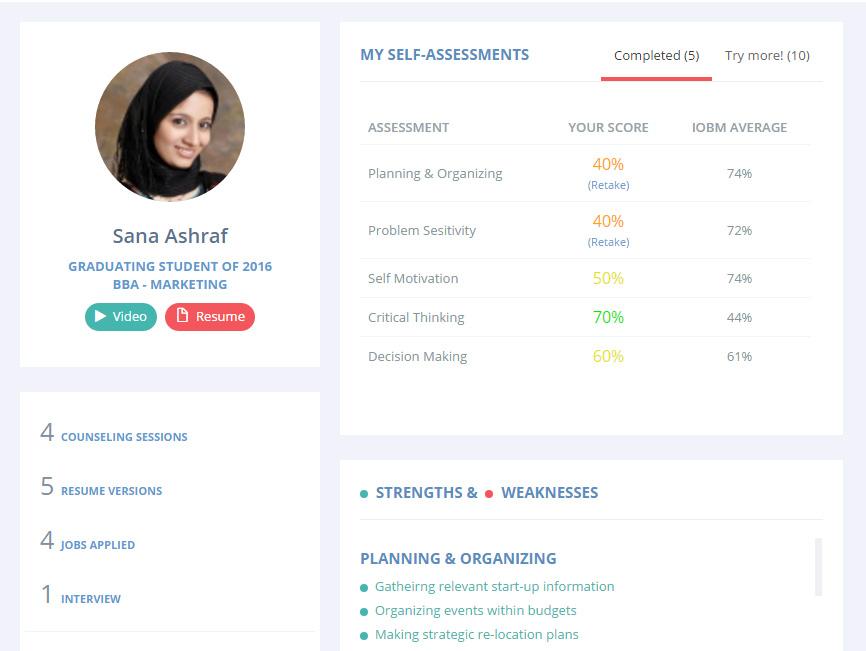 Sana Ashraf
GRADUATING STUDENT OF 2016
BBA - MARKETING
Video Resume
4 COUNSELING SESSIONS
5 RESUME VERSIONS
4 JOBS APPLIED
1 INTERVIEW
MY SELF-ASSESSMENTS Completed (5) Try more! (10)
ASSESSMENT YOUR SCORE IOBM AVERAGE
Planning & Organizing 40% 74%
(Retake)
Problem Sesitivity 40% 72%
(Retake)
Self Motivation 50% 74%
Critical Thinking 70% 44%
Decision Making 60% 61%
STRENGTHS & WEAKNESSES
PLANNING & ORGANIZING
Gatheirng relevant start-up information
Organizing events within budgets
Making strategic re-location plans